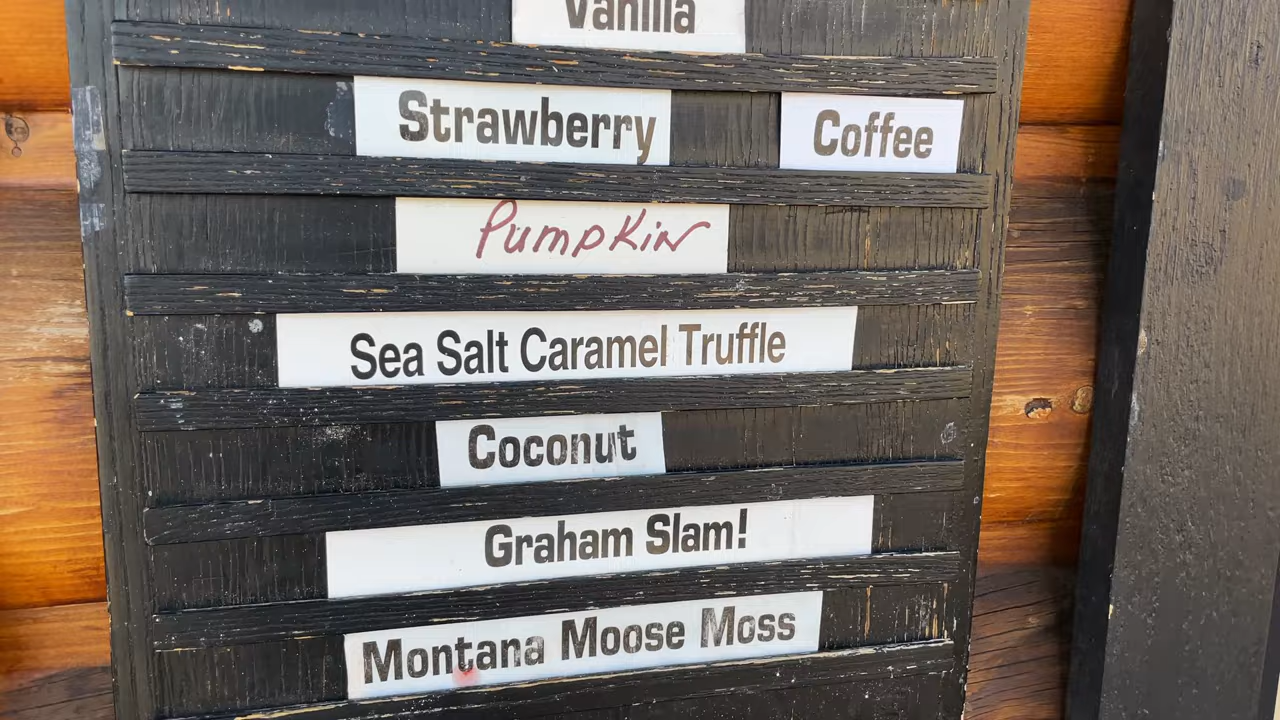 Vanilla
Strawberry Coffee
Pumpkin
Sea Salt Caramel Truffle
Coconut
Graham Slam!
Montana Moose Moss